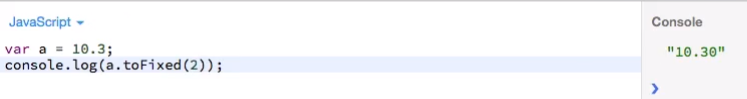 JavaScript
var a = 10.3;
console.log(a.toFixed(2));
Console
"10.30"